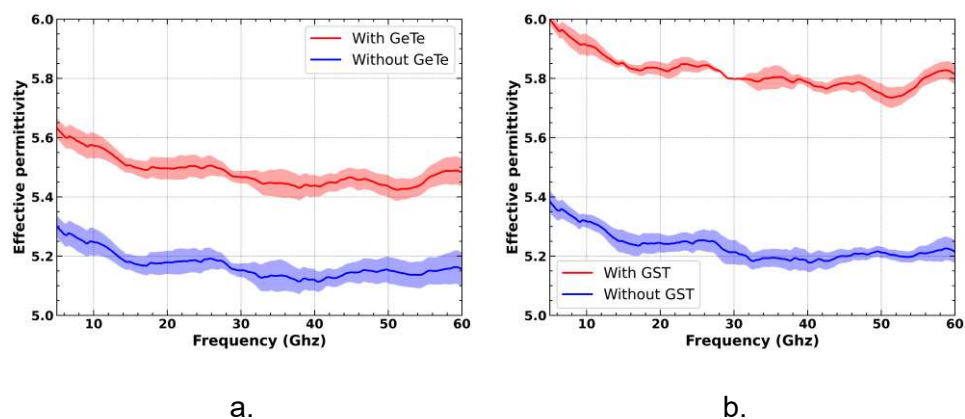 6.0
5.8
5.6
5.4
5.2
5.0
Effective permittivity
With GeTe
Without GeTe
10 20 30 40 50 60
Frequency (Ghz)
a.
6.0
5.8
5.6
5.4
5.2
5.0
Effective permittivity
With GST
Without GST
10 20 30 40 50 60
Frequency (Ghz)
b.